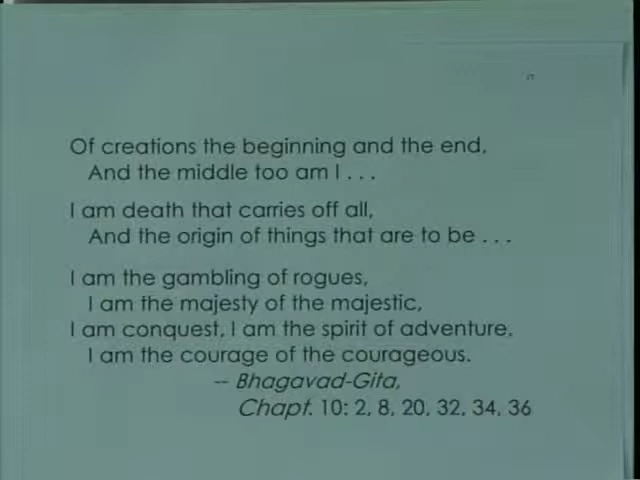 Of creations the beginning and the end,
And the middle too am I . . .
I am death that carries off all,
And the origin of things that are to be . . .
I am the gambling of rogues,
I am the majesty of the majestic,
I am conquest, I am the spirit of adventure,
I am the courage of the courageous.
-- Bhagavad-Gita,
Chapt. 10: 2, 8, 20, 32, 34, 36